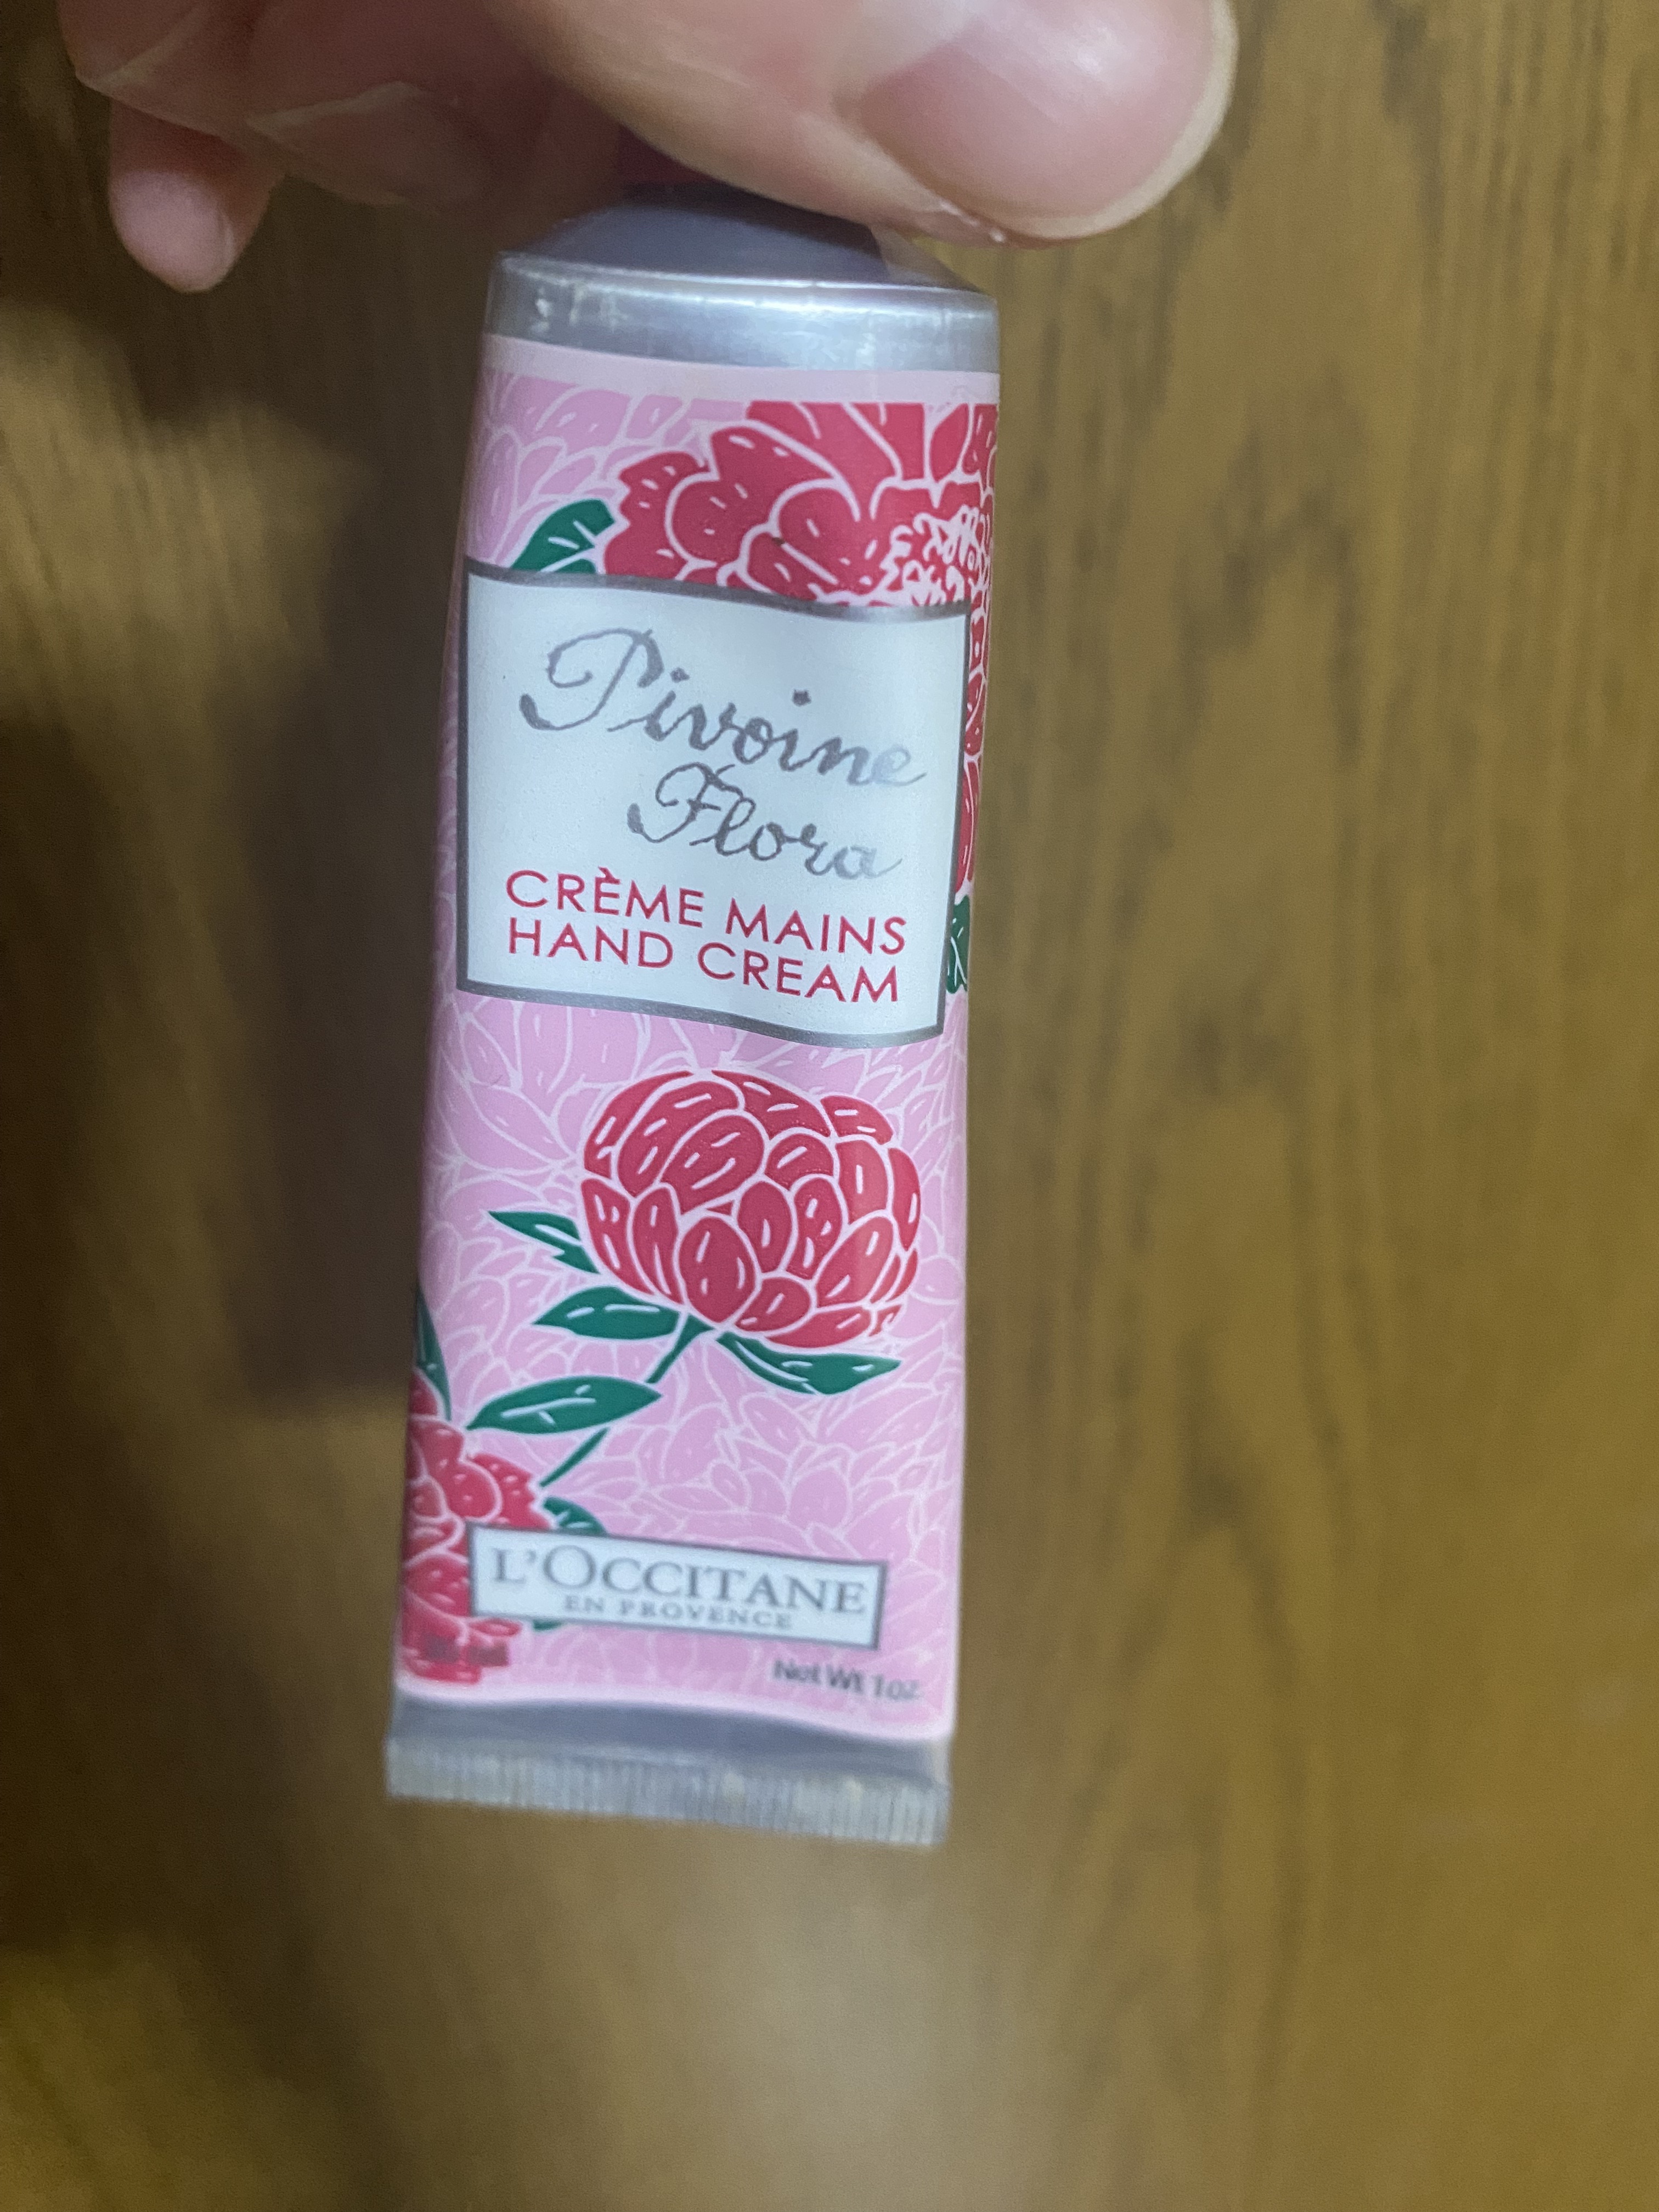 Pivoine
Flora
CRÈME MAINS
HAND CREAM
L'OCCITANE
EN PROVENCE
Net Wt 1oz.